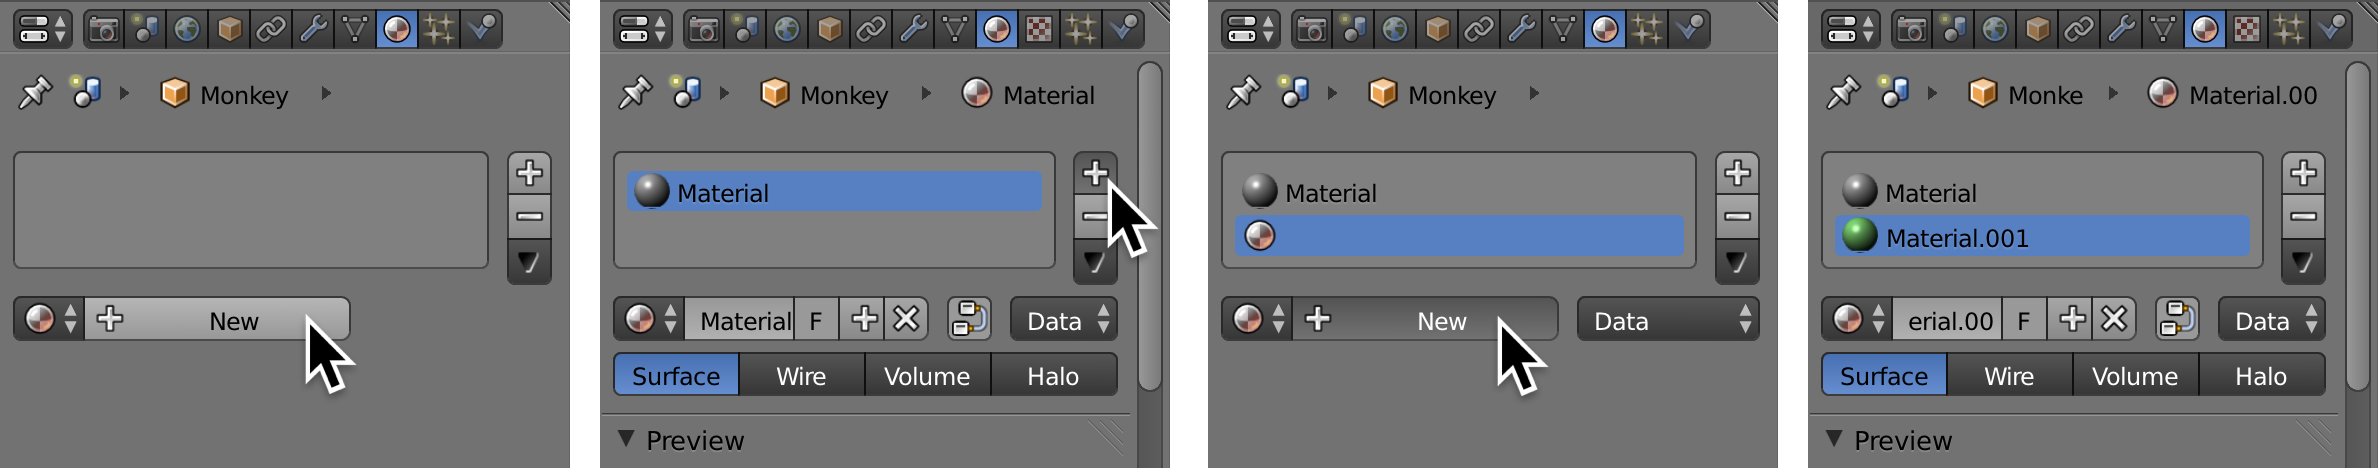 Monkey
New
Monkey Material
Material
Material F Data
Surface Wire Volume Halo
Preview
Monkey
Material
New Data
Monke Material.00
Material
Material.001
erial.00 F Data
Surface Wire Volume Halo
Preview